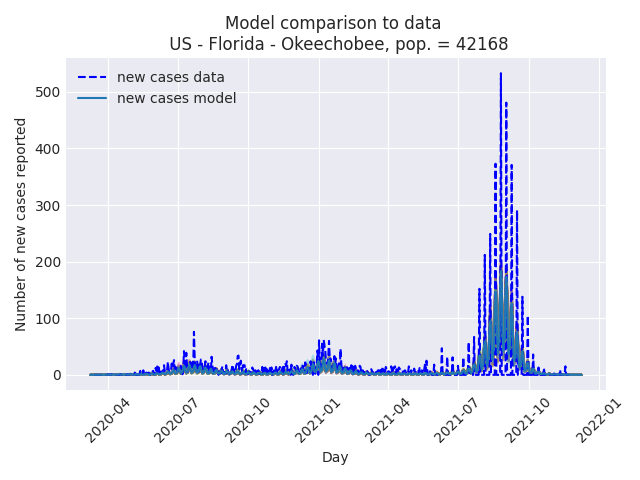 Model comparison to data
US - Florida - Okeechobee, pop. = 42168
new cases data
new cases model
Number of new cases reported
500
400
300
200
100
0
2020-04
2020-07
2020-10
2021-01
2021-04
2021-07
2021-10
2022-01
Day